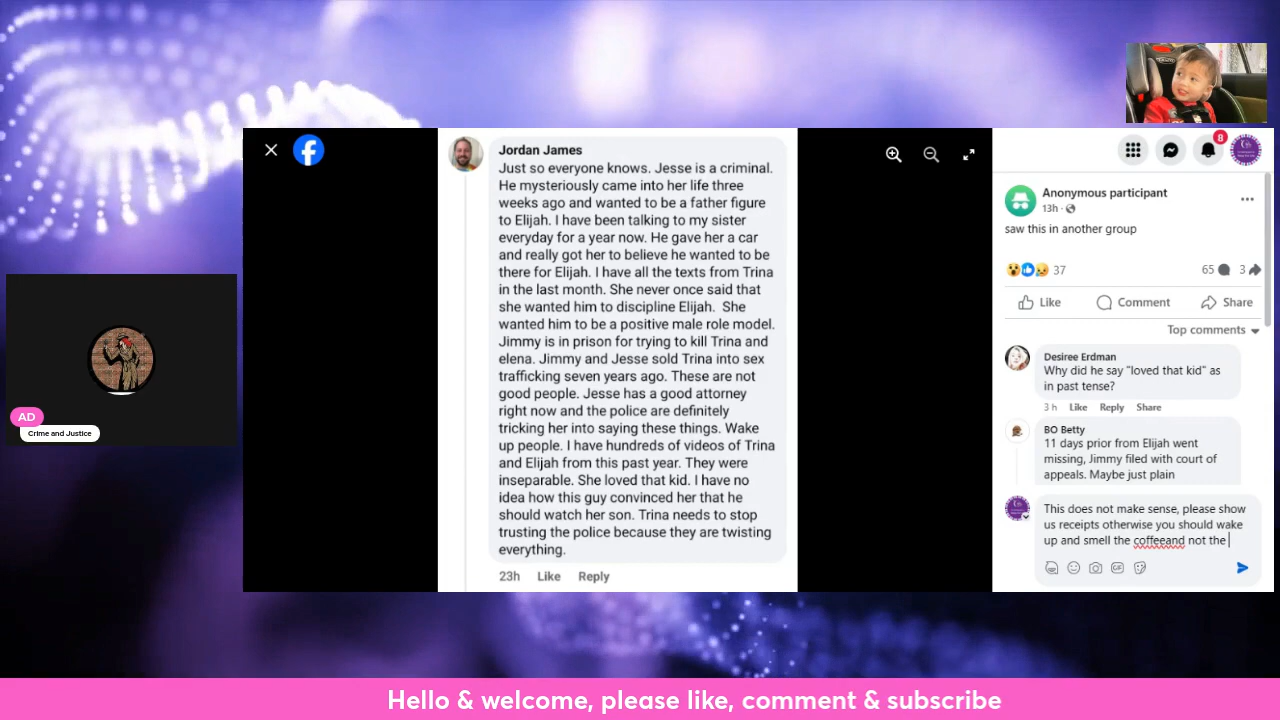 Jordan James
Just so everyone knows. Jesse is a criminal.
He mysteriously came into her life three
weeks ago and wanted to be a father figure
to Elijah. I have been talking to my sister
everyday for a year now. He gave her a car
and really got her to believe he wanted to be
there for Elijah. I have all the texts from Trina
in the last month. She never once said that
she wanted him to discipline Elijah. She
wanted him to be a positive male role model.
Jimmy is in prison for trying to kill Trina and
elena. Jimmy and Jesse sold Trina into sex
trafficking seven years ago. These are not
good people. Jesse has a good attorney
right now and the police are definitely
tricking her into saying these things. Wake
up people. I have hundreds of videos of Trina
and Elijah from this past year. They were
inseparable. She loved that kid. I have no
idea how this guy convinced her that he
should watch her son. Trina needs to stop
trusting the police because they are twisting
everything.
23h Like Reply
8
Anonymous participant
13h
saw this in another group
37 65 3
Like Comment Share
Top comments
Desiree Erdman
Why did he say "loved that kid" as
in past tense?
3 h Like Reply Share
BO Betty
11 days prior from Elijah went
missing, Jimmy filed with court of
appeals. Maybe just plain
This does not make sense, please show
us receipts otherwise you should wake
up and smell the coffeeand not the
GIF
AD
Crime and Justice
Hello & welcome, please like, comment & subscribe